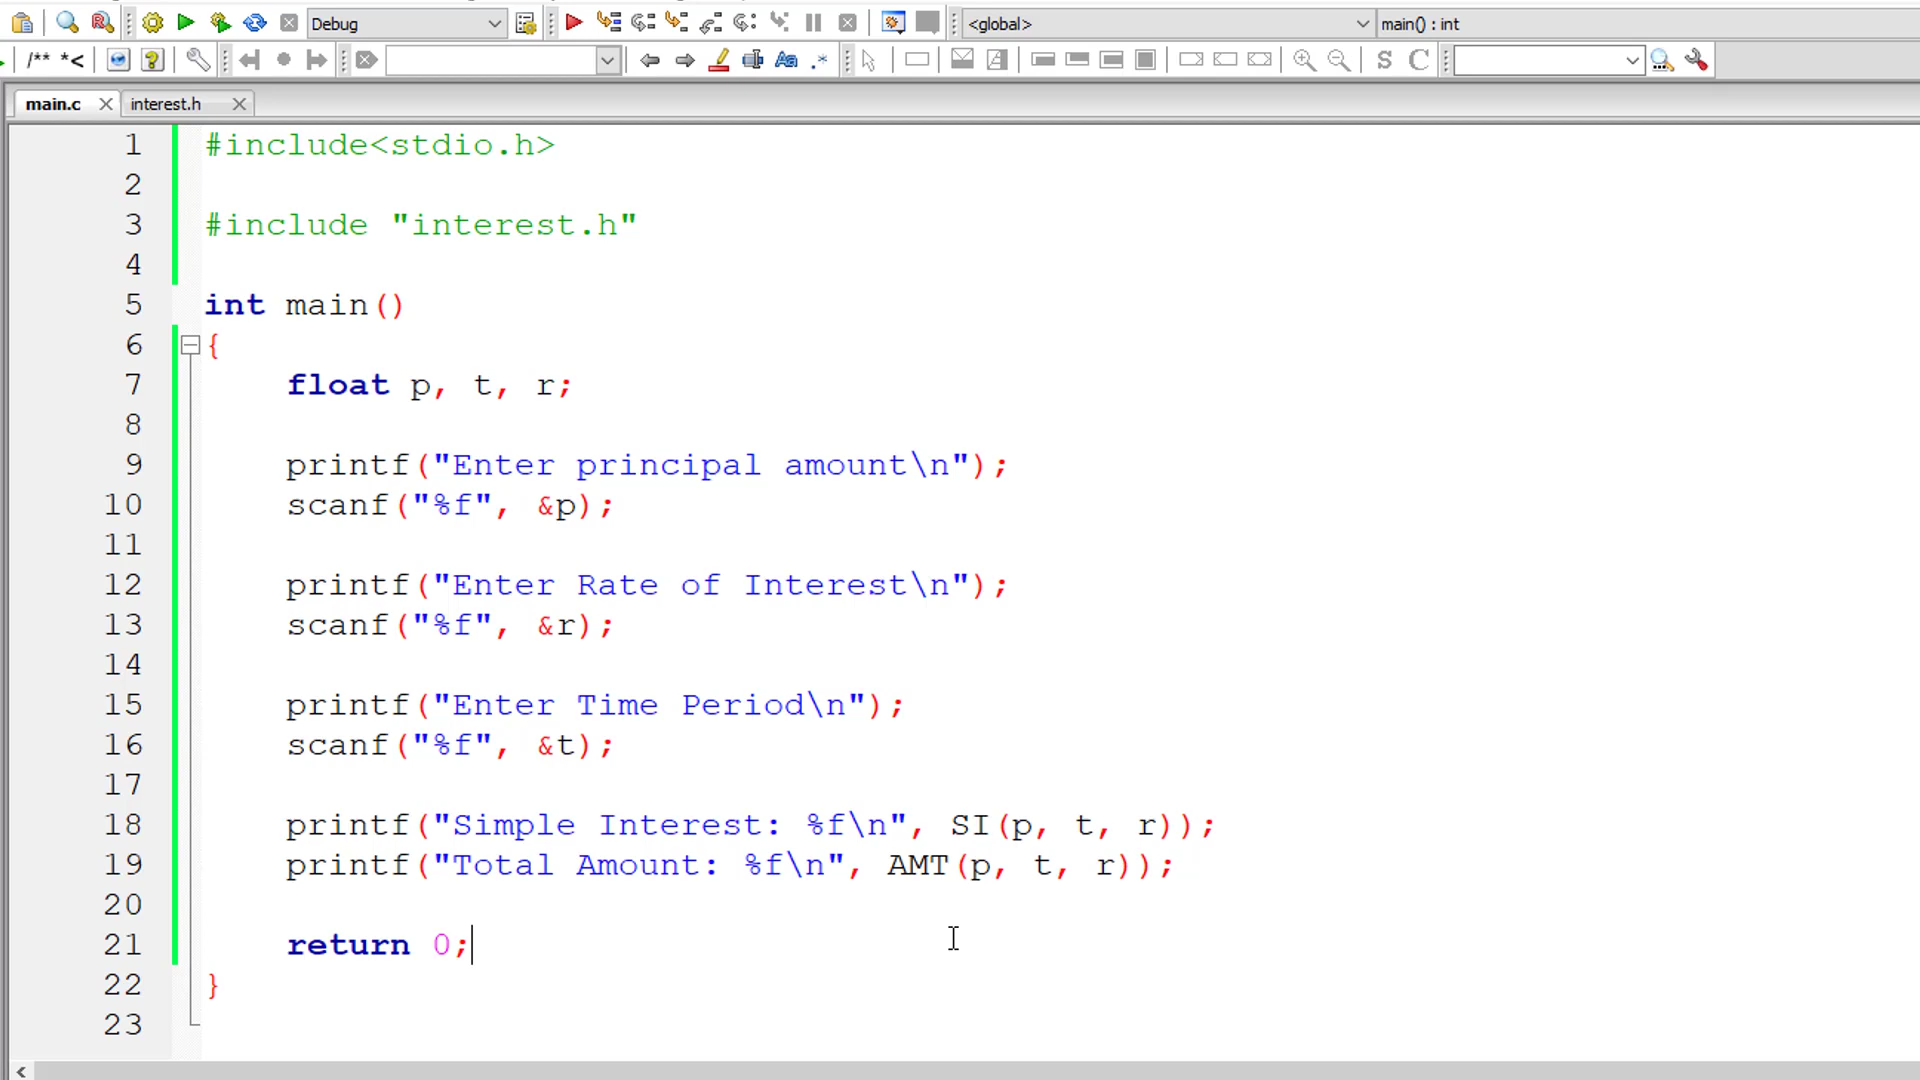 Debug
<global>
main() : int
/** *<
Aa
.*
S C
main.c
interest.h
1 #include<stdio.h>
2
3 #include "interest.h"
4
5 int main()
6 {
7 float p, t, r;
8
9 printf("Enter principal amount\n");
10 scanf("%f", &p);
11
12 printf("Enter Rate of Interest\n");
13 scanf("%f", &r);
14
15 printf("Enter Time Period\n");
16 scanf("%f", &t);
17
18 printf("Simple Interest: %f\n", SI(p, t, r));
19 printf("Total Amount: %f\n", AMT(p, t, r));
20
21 return 0;
22 }
23